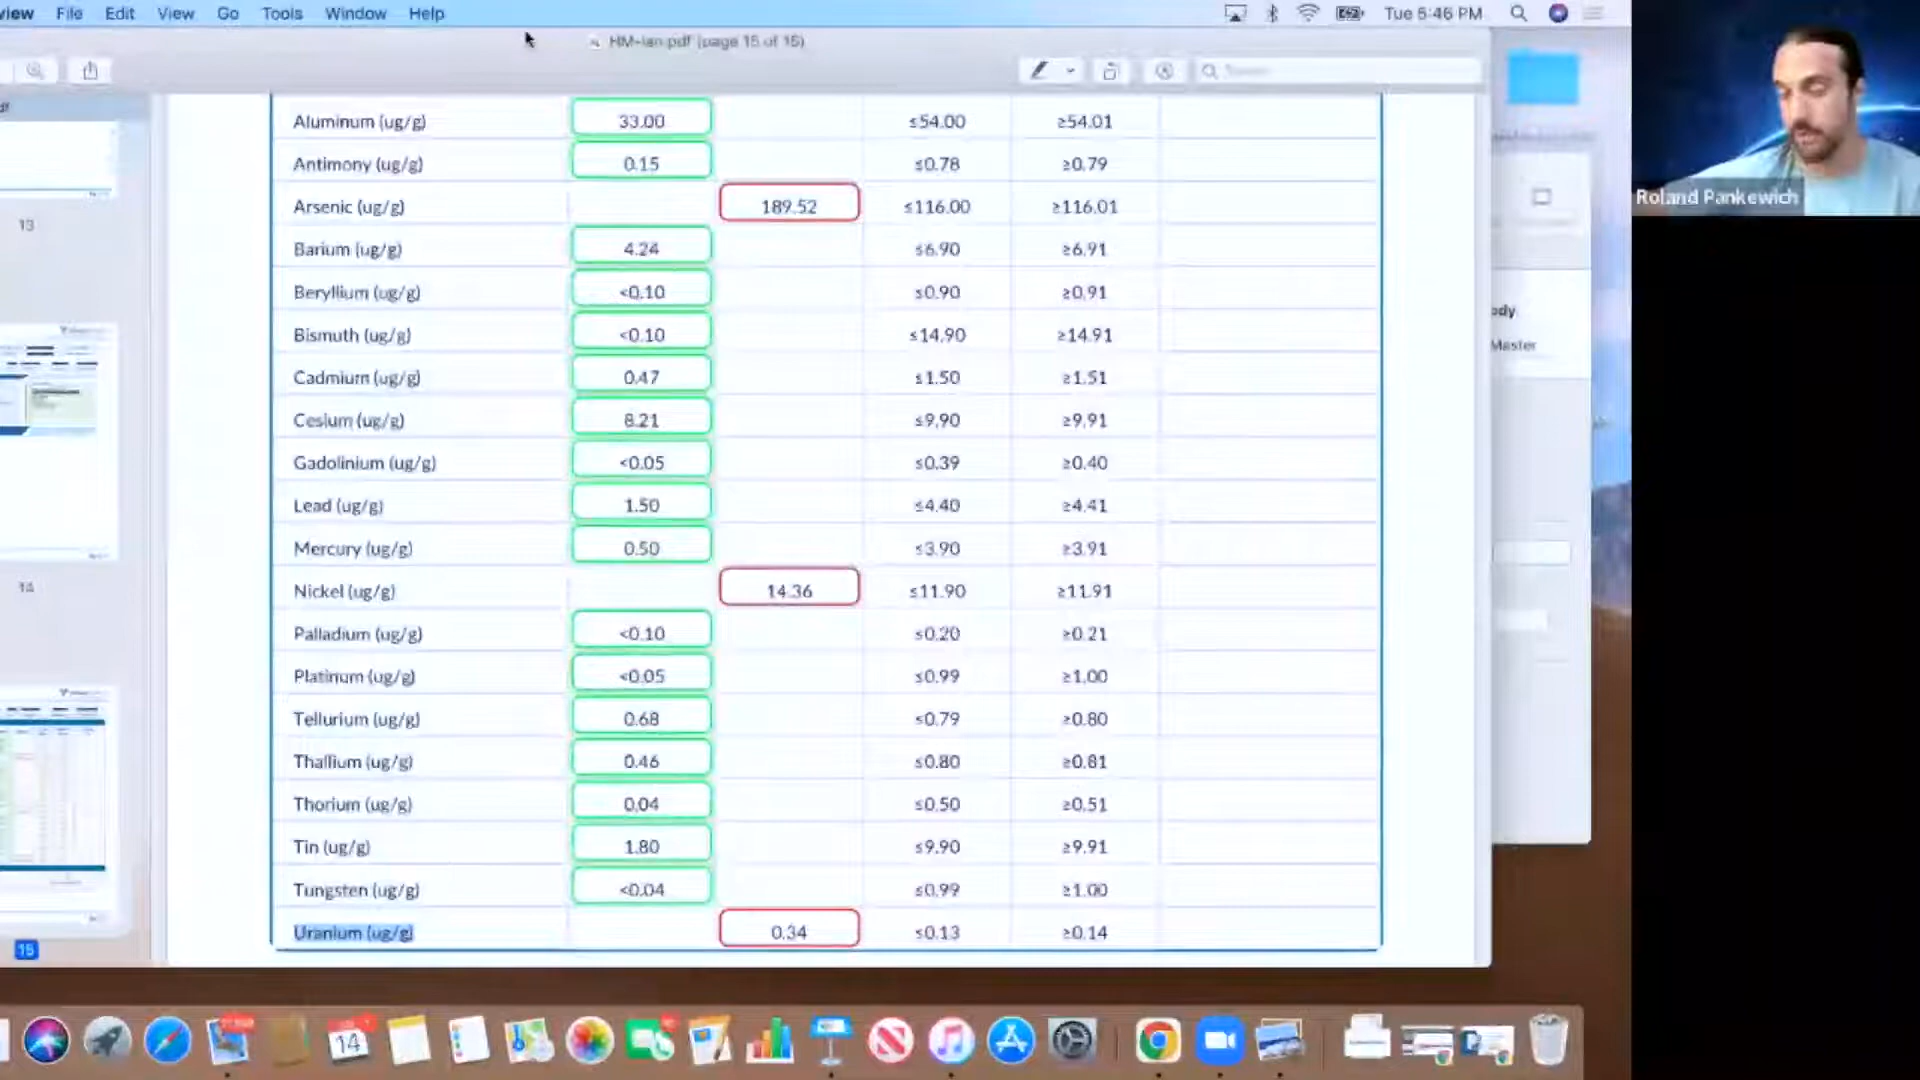 view File Edit View Go Tools Window Help Tue 5:46 PM
HM-Ian.pdf (page 15 of 15)
Search
Aluminum (ug/g) 33.00 ≤54.00 ≥54.01
Antimony (ug/g) 0.15 ≤0.78 ≥0.79
Arsenic (ug/g) 189.52 ≤116.00 ≥116.01
Barium (ug/g) 4.24 ≤6.90 ≥6.91
Beryllium (ug/g) <0.10 ≤0.90 ≥0.91
Bismuth (ug/g) <0.10 ≤14.90 ≥14.91
Cadmium (ug/g) 0.47 ≤1.50 ≥1.51
Cesium (ug/g) 8.21 ≤9.90 ≥9.91
Gadolinium (ug/g) <0.05 ≤0.39 ≥0.40
Lead (ug/g) 1.50 ≤4.40 ≥4.41
Mercury (ug/g) 0.50 ≤3.90 ≥3.91
Nickel (ug/g) 14.36 ≤11.90 ≥11.91
Palladium (ug/g) <0.10 ≤0.20 ≥0.21
Platinum (ug/g) <0.05 ≤0.99 ≥1.00
Tellurium (ug/g) 0.68 ≤0.79 ≥0.80
Thallium (ug/g) 0.46 ≤0.80 ≥0.81
Thorium (ug/g) 0.04 ≤0.50 ≥0.51
Tin (ug/g) 1.80 ≤9.90 ≥9.91
Tungsten (ug/g) <0.04 ≤0.99 ≥1.00
Uranium (ug/g) 0.34 ≤0.13 ≥0.14
df
13
14
15
ody
Master
Roland Pankewich
14